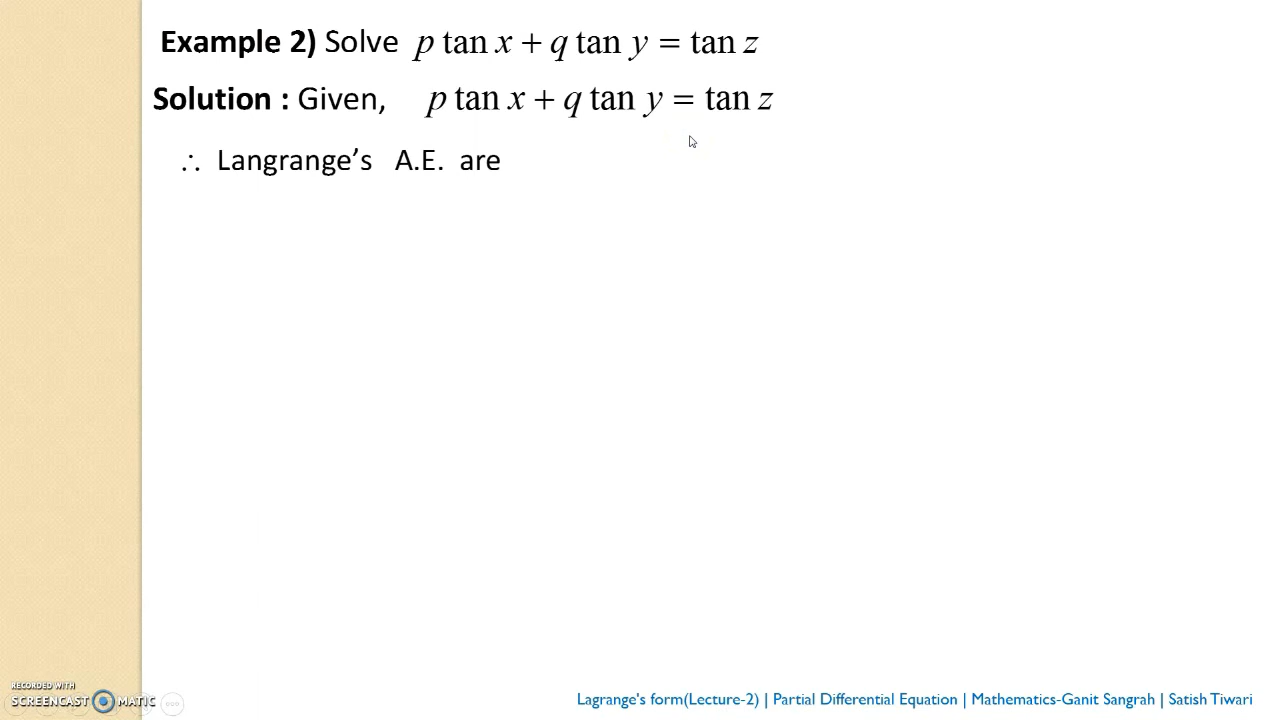 Example 2) Solve p tan x + q tan y = tan z
Solution : Given, p tan x + q tan y = tan z
∴ Langrange’s A.E. are
RECORDED WITH
SCREENCAST MATIC
Lagrange's form(Lecture-2) | Partial Differential Equation | Mathematics-Ganit Sangrah | Satish Tiwari